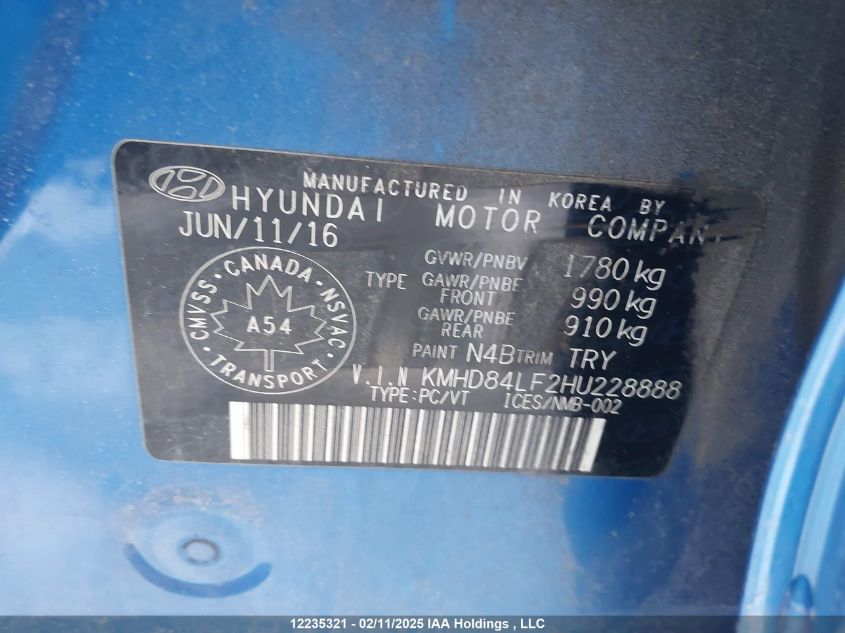 MANUFACTURED IN KOREA BY
HYUNDAI MOTOR COMPANY
JUN/11/16
GVWR/PNBV 1780 kg
TYPE GAWR/PNBE FRONT 990 kg
GAWR/PNBE REAR 910 kg
CANADA · NSVAC · TRANSPORT · CMVSS
A54
PAINT N4B TRIM TRY
V.I.N KMHD84LF2HU228888
TYPE:PC/VT ICES/NMB-002
12235321 - 02/11/2025 IAA Holdings , LLC